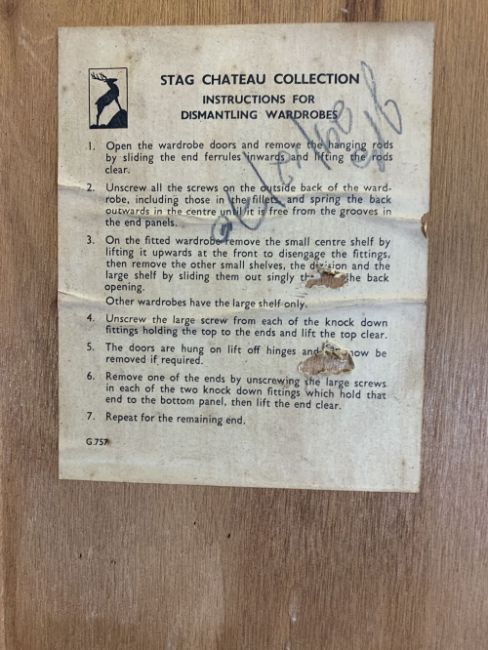 STAG CHATEAU COLLECTION
INSTRUCTIONS FOR
DISMANTLING WARDROBES
1. Open the wardrobe doors and remove the hanging rods
by sliding the end ferrules inwards and lifting the rods
clear.
2. Unscrew all the screws on the outside back of the ward-
robe, including those in the fillets, and spring the back
outwards in the centre until it is free from the grooves in
the end panels.
3. On the fitted wardrobe remove the small centre shelf by
lifting it upwards at the front to disengage the fittings,
then remove the other small shelves, the division and the
large shelf by sliding them out singly the back
opening.
Other wardrobes have the large shelf only.
4. Unscrew the large screw from each of the knock down
fittings holding the top to the ends and lift the top clear.
5. The doors are hung on lift off hinges and now be
removed if required.
6. Remove one of the ends by unscrewing the large screws
in each of the two knock down fittings which hold that
end to the bottom panel, then lift the end clear.
7. Repeat for the remaining end.
G.757